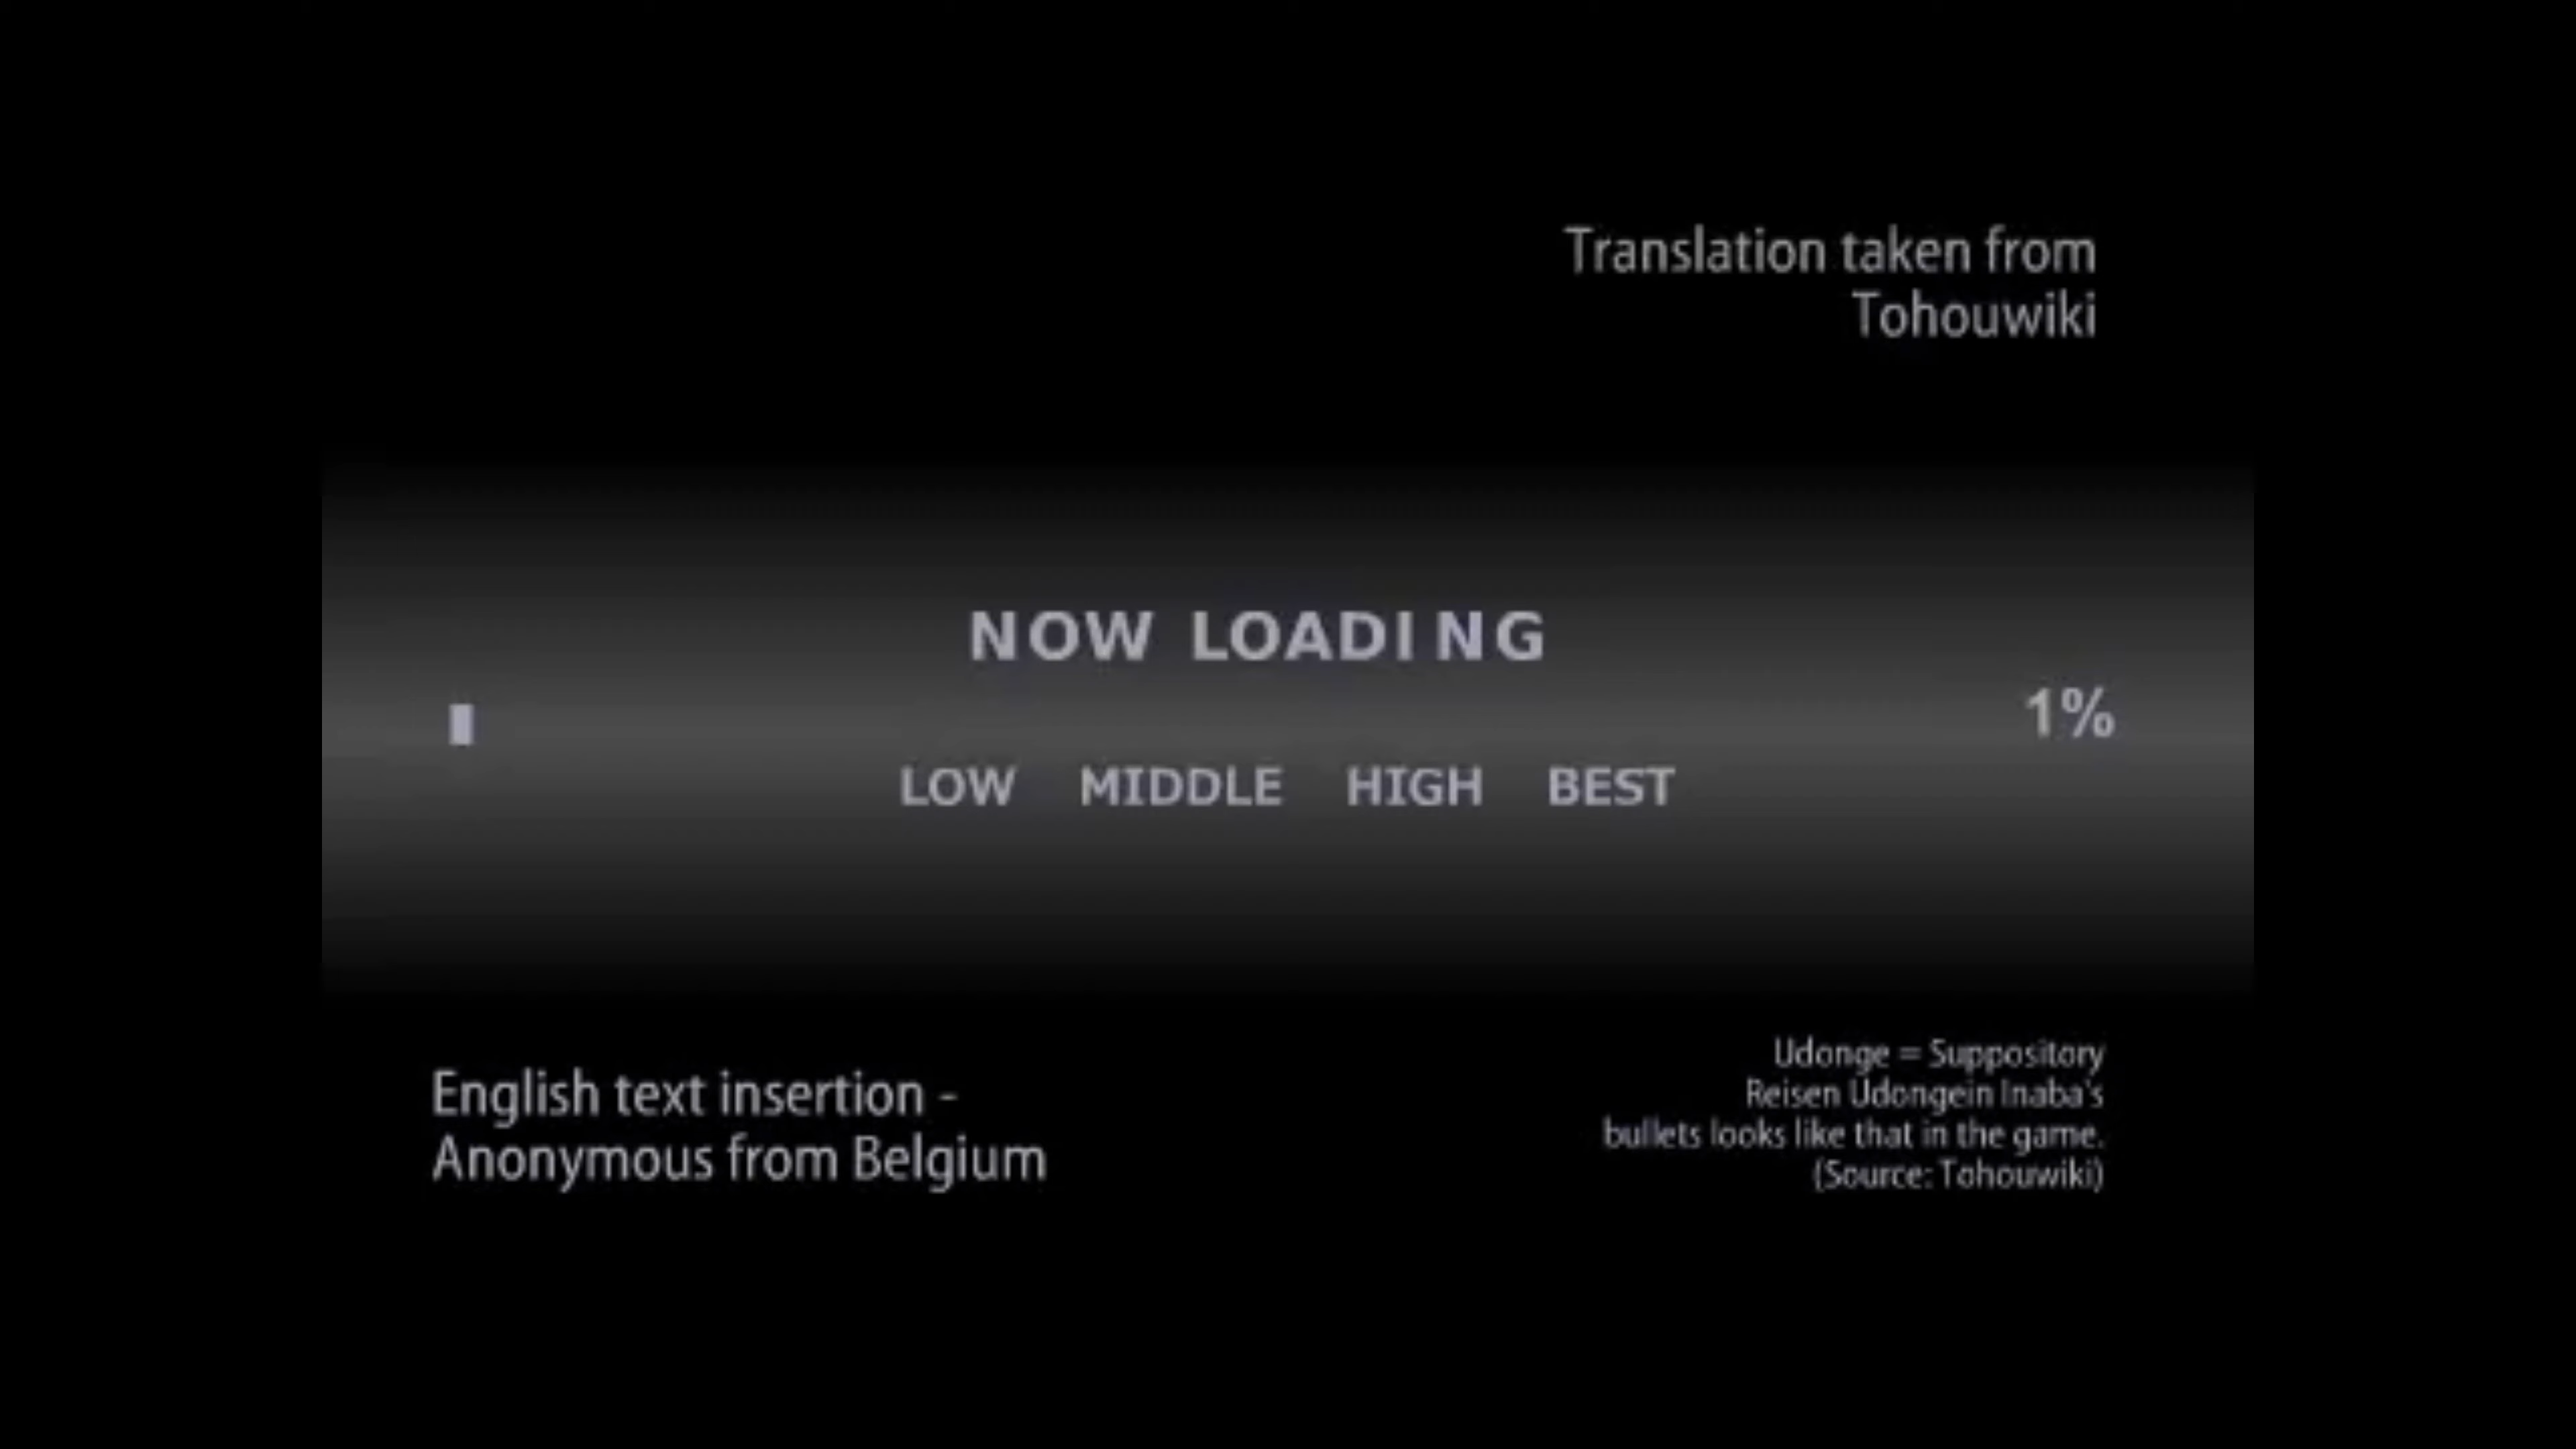 Translation taken from
Tohouwiki
NOW LOADING
1%
LOW MIDDLE HIGH BEST
English text insertion -
Anonymous from Belgium
Udonge = Suppository
Reisen Udongein Inaba's
bullets looks like that in the game.
(Source: Tohouwiki)